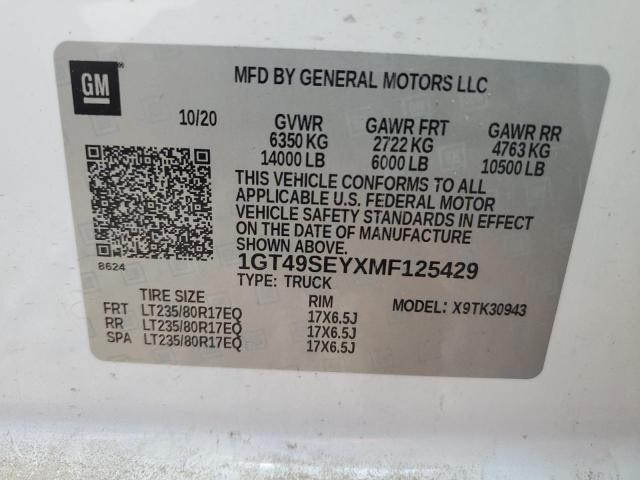 GM
MFD BY GENERAL MOTORS LLC
10/20 GVWR GAWR FRT GAWR RR
6350 KG 2722 KG 4763 KG
14000 LB 6000 LB 10500 LB
THIS VEHICLE CONFORMS TO ALL
APPLICABLE U.S. FEDERAL MOTOR
VEHICLE SAFETY STANDARDS IN EFFECT
ON THE DATE OF MANUFACTURE
SHOWN ABOVE.
8624
1GT49SEYXMF125429
TYPE: TRUCK
TIRE SIZE RIM MODEL: X9TK30943
FRT LT235/80R17EQ 17X6.5J
RR LT235/80R17EQ 17X6.5J
SPA LT235/80R17EQ 17X6.5J